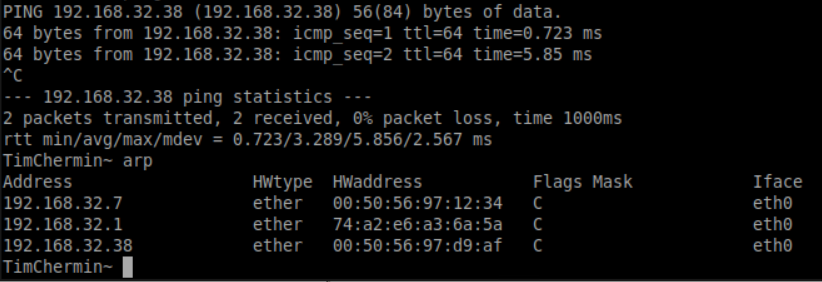 PING 192.168.32.38 (192.168.32.38) 56(84) bytes of data.
64 bytes from 192.168.32.38: icmp_seq=1 ttl=64 time=0.723 ms
64 bytes from 192.168.32.38: icmp_seq=2 ttl=64 time=5.85 ms
^C
--- 192.168.32.38 ping statistics ---
2 packets transmitted, 2 received, 0% packet loss, time 1000ms
rtt min/avg/max/mdev = 0.723/3.289/5.856/2.567 ms
TimChermin~ arp
Address HWtype HWaddress Flags Mask Iface
192.168.32.7 ether 00:50:56:97:12:34 C eth0
192.168.32.1 ether 74:a2:e6:a3:6a:5a C eth0
192.168.32.38 ether 00:50:56:97:d9:af C eth0
TimChermin~